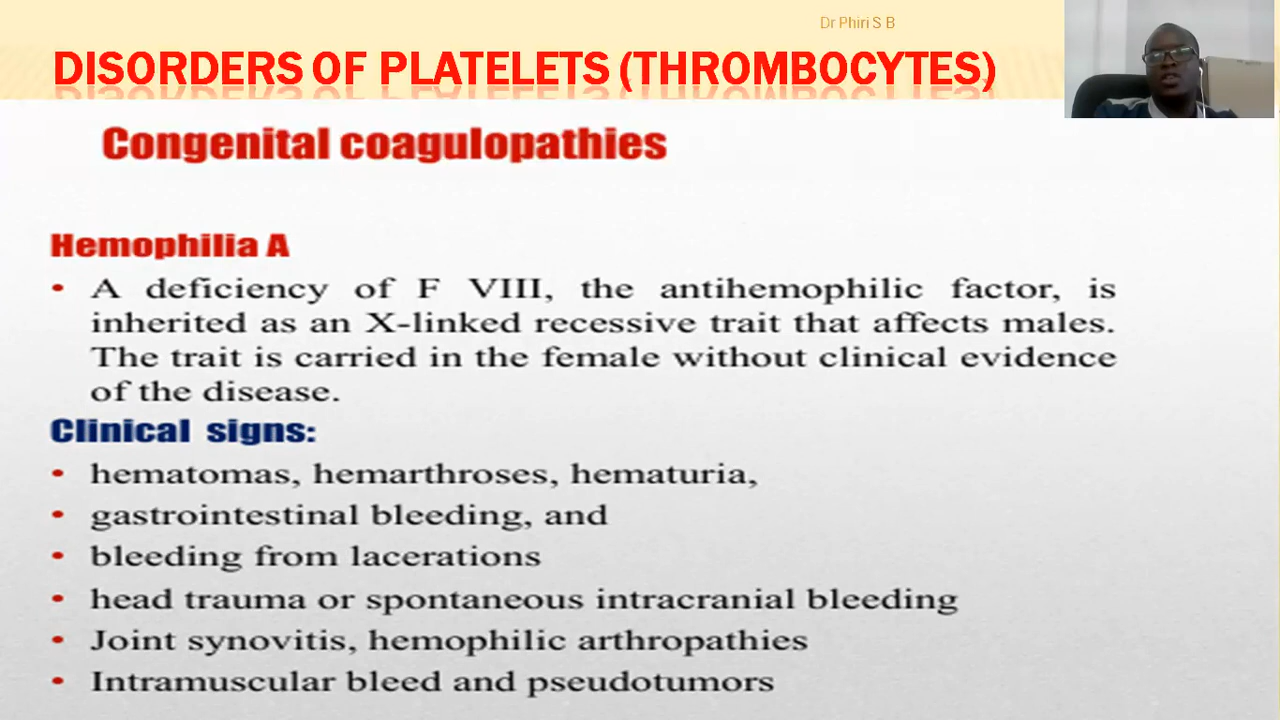 Dr Phiri S B
DISORDERS OF PLATELETS (THROMBOCYTES)
Congenital coagulopathies
Hemophilia A
• A deficiency of F VIII, the antihemophilic factor, is
inherited as an X-linked recessive trait that affects males.
The trait is carried in the female without clinical evidence
of the disease.
Clinical signs:
• hematomas, hemarthroses, hematuria,
• gastrointestinal bleeding, and
• bleeding from lacerations
• head trauma or spontaneous intracranial bleeding
• Joint synovitis, hemophilic arthropathies
• Intramuscular bleed and pseudotumors